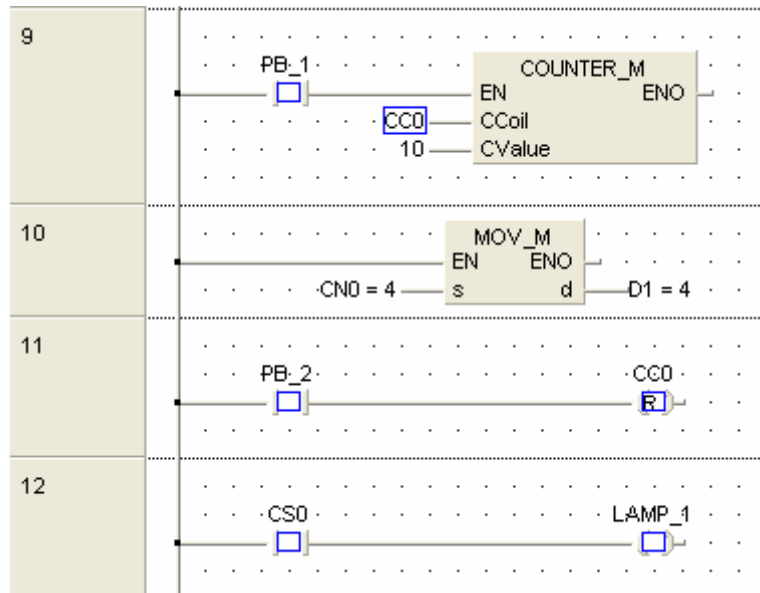 9
PB_1
COUNTER_M
EN ENO
CC0 CCoil
10 CValue
10
MOV_M
EN ENO
CN0 = 4 s d D1 = 4
11
PB_2 CC0
R
12
CS0 LAMP_1